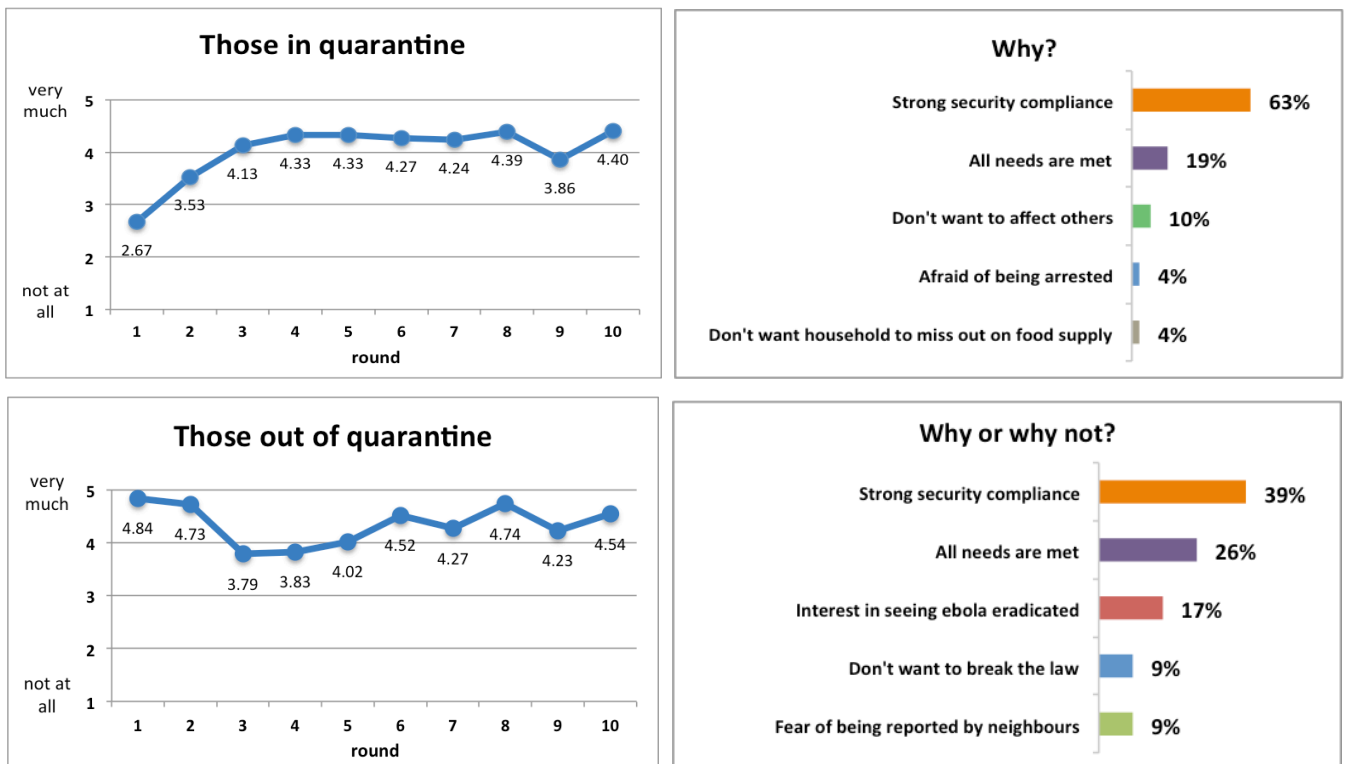 Those in quarantine
very
much
5
4
3
2
not at
all
1
2.67
3.53
4.13
4.33
4.33
4.27
4.24
4.39
3.86
4.40
1 2 3 4 5 6 7 8 9 10
round
Why?
Strong security compliance 63%
All needs are met 19%
Don't want to affect others 10%
Afraid of being arrested 4%
Don't want household to miss out on food supply 4%
Those out of quarantine
very
much
5
4
3
2
not at
all
1
4.84
4.73
3.79
3.83
4.02
4.52
4.27
4.74
4.23
4.54
1 2 3 4 5 6 7 8 9 10
round
Why or why not?
Strong security compliance 39%
All needs are met 26%
Interest in seeing ebola eradicated 17%
Don't want to break the law 9%
Fear of being reported by neighbours 9%